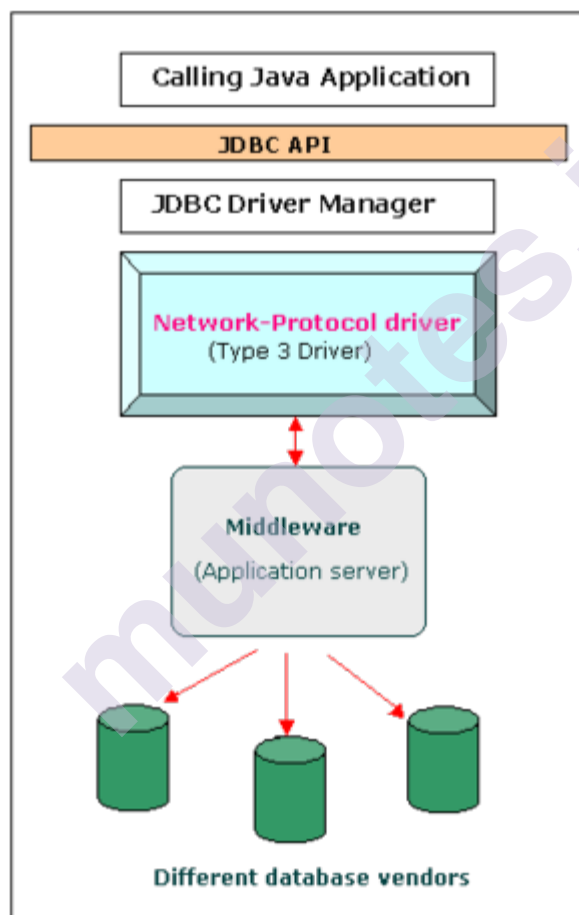 Calling Java Application
JDBC API
JDBC Driver Manager
Network-Protocol driver
(Type 3 Driver)
Middleware
(Application server)
Different database vendors
munotes.i